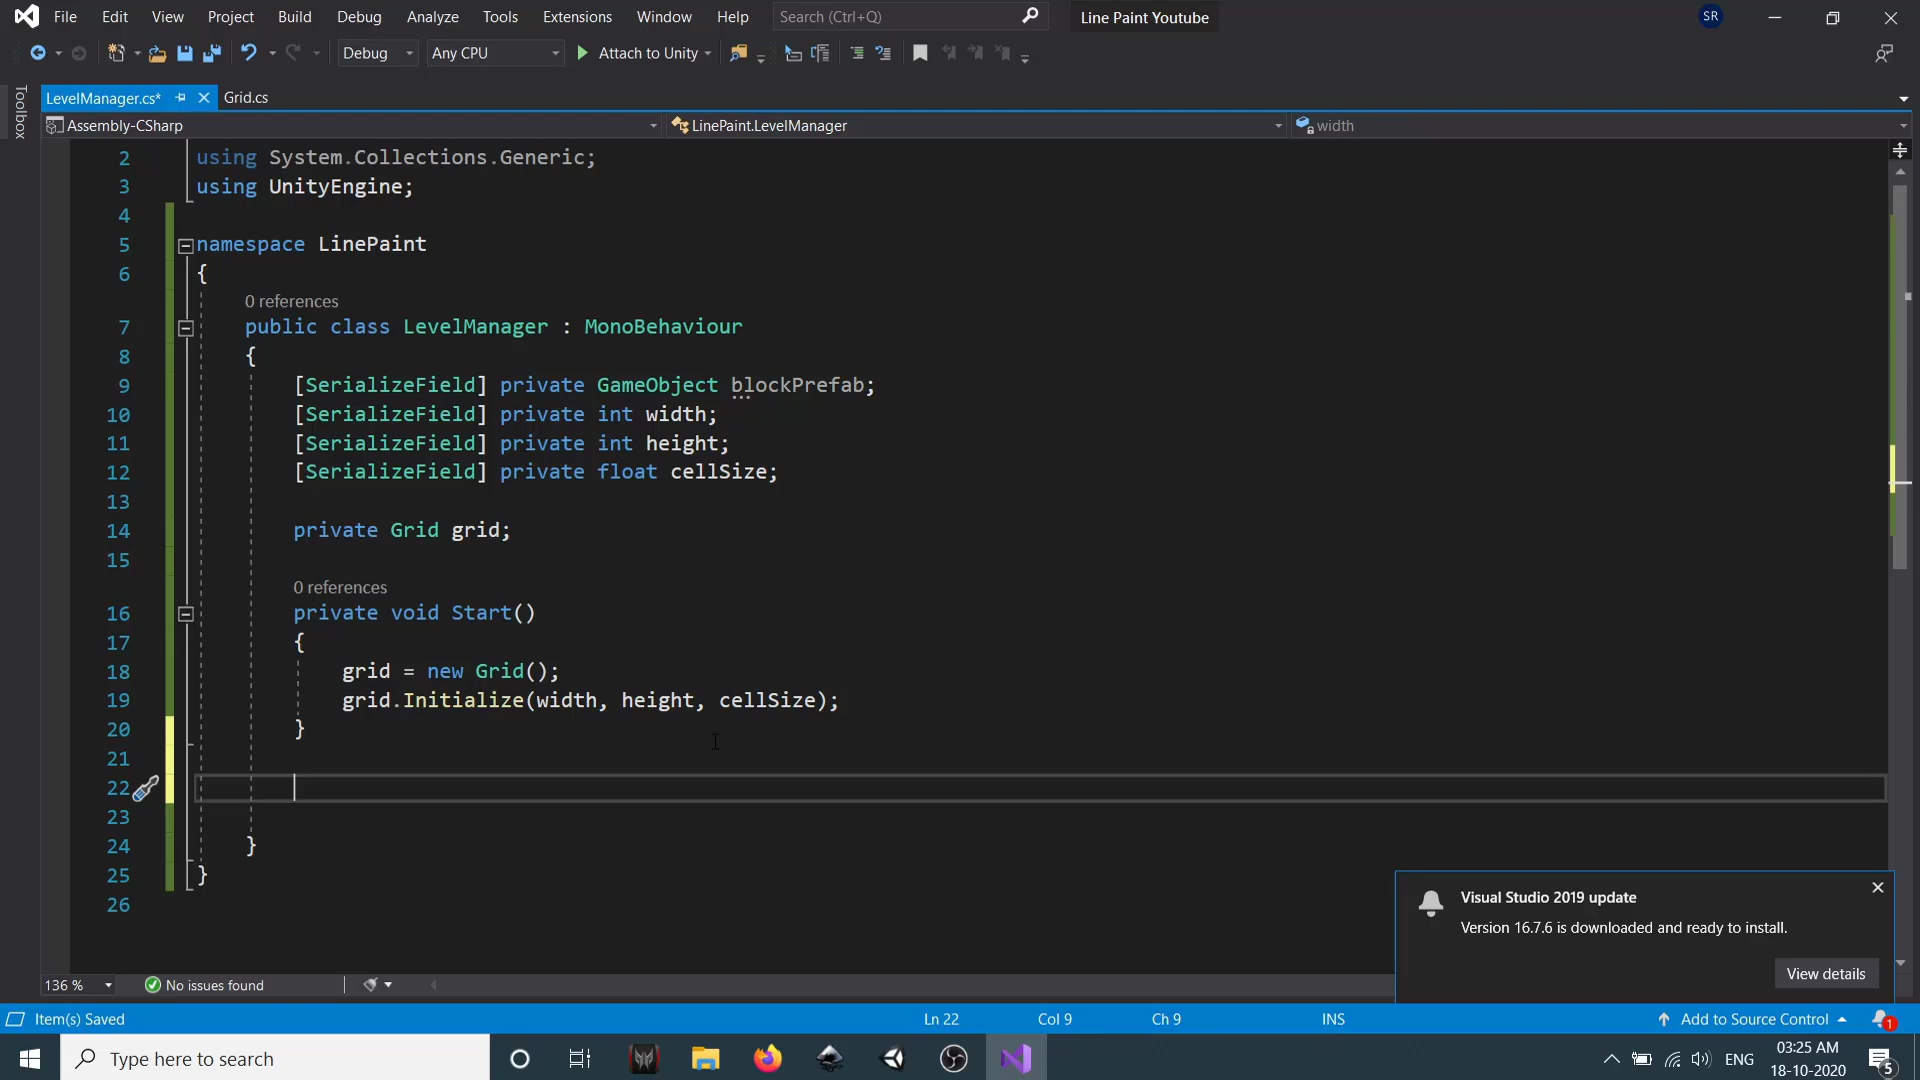 File Edit View Project Build Debug Analyze Tools Extensions Window Help Search (Ctrl+Q) Line Paint Youtube SR
Debug Any CPU Attach to Unity
Toolbox
LevelManager.cs* Grid.cs
Assembly-CSharp LinePaint.LevelManager width
2 using System.Collections.Generic;
3 using UnityEngine;
4
5 namespace LinePaint
6 {
0 references
7 public class LevelManager : MonoBehaviour
8 {
9 [SerializeField] private GameObject blockPrefab;
10 [SerializeField] private int width;
11 [SerializeField] private int height;
12 [SerializeField] private float cellSize;
13
14 private Grid grid;
15
0 references
16 private void Start()
17 {
18 grid = new Grid();
19 grid.Initialize(width, height, cellSize);
20 }
21
22
23
24 }
25 }
26
Visual Studio 2019 update
Version 16.7.6 is downloaded and ready to install.
View details
136 % No issues found
Item(s) Saved Ln 22 Col 9 Ch 9 INS Add to Source Control 1
Type here to search ENG 03:25 AM
18-10-2020 5